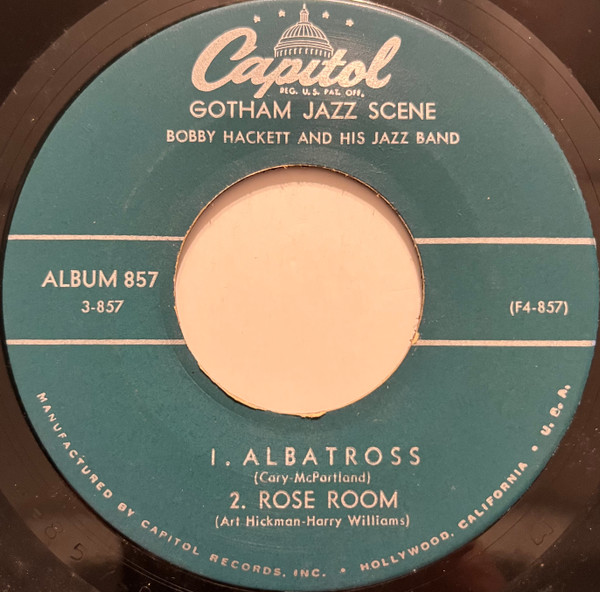 Capitol
REG. U.S. PAT. OFF.
GOTHAM JAZZ SCENE
BOBBY HACKETT AND HIS JAZZ BAND
ALBUM 857
3-857
(F4-857)
1. ALBATROSS
(Cary-McPartland)
2. ROSE ROOM
(Art Hickman-Harry Williams)
MANUFACTURED BY CAPITOL RECORDS, INC. • HOLLYWOOD, CALIFORNIA • U. S. A.